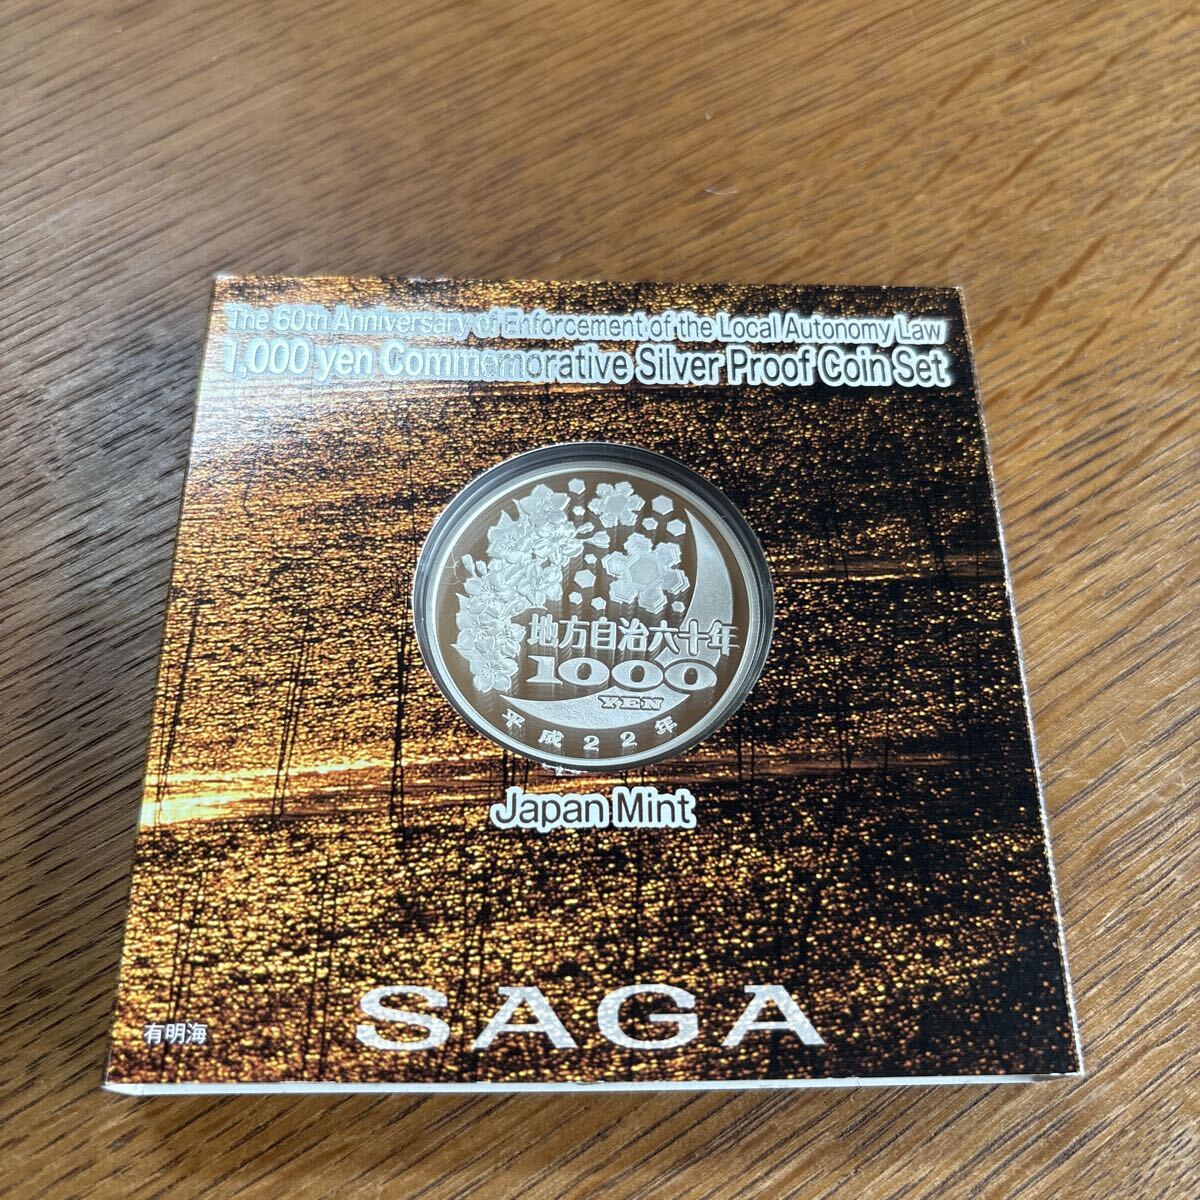 The 60th Anniversary of Enforcement of the Local Autonomy Law
1,000 yen Commemorative Silver Proof Coin Set
地方自治六十年
1000
YEN
平成22年
Japan Mint
SAGA
有明海